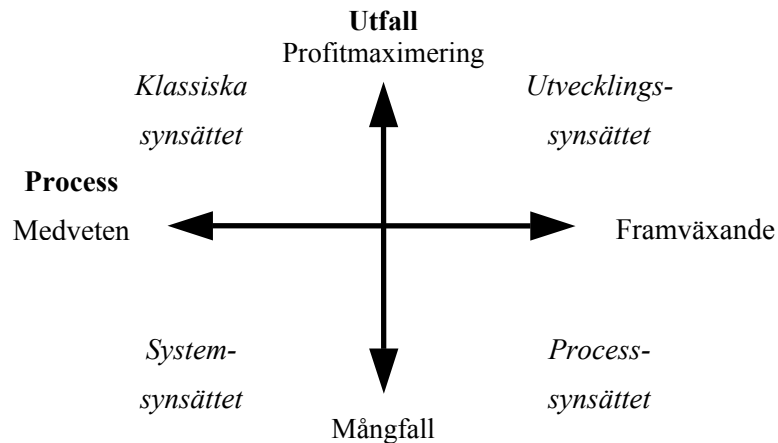 Utfall
Profitmaximering
Klassiska
synsättet
Utvecklings-
synsättet
Process
Medveten
Framväxande
System-
synsättet
Process-
synsättet
Mångfall